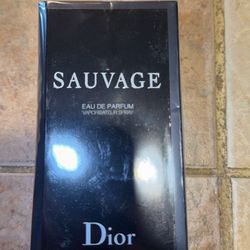 SAUVAGE
EAU DE PARFUM
VAPORISATEUR SPRAY
Dior